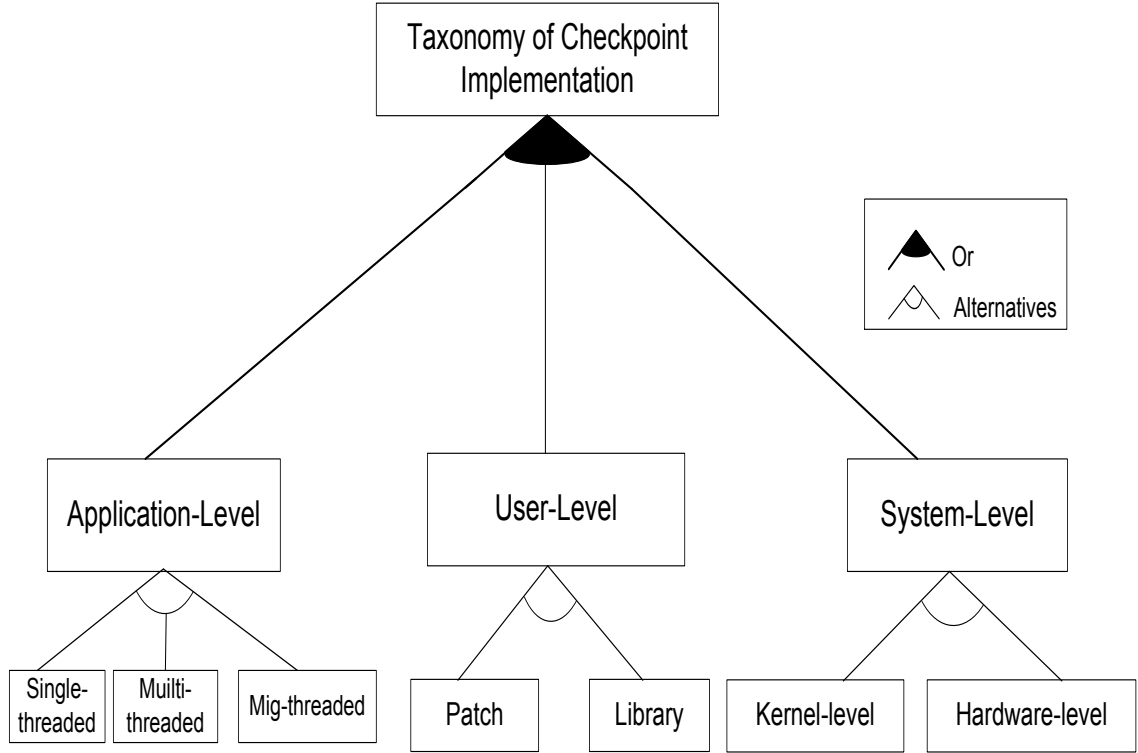 Taxonomy of Checkpoint
Implementation
Or
Alternatives
Application-Level
User-Level
System-Level
Single-
threaded
Muilti-
threaded
Mig-threaded
Patch
Library
Kernel-level
Hardware-level